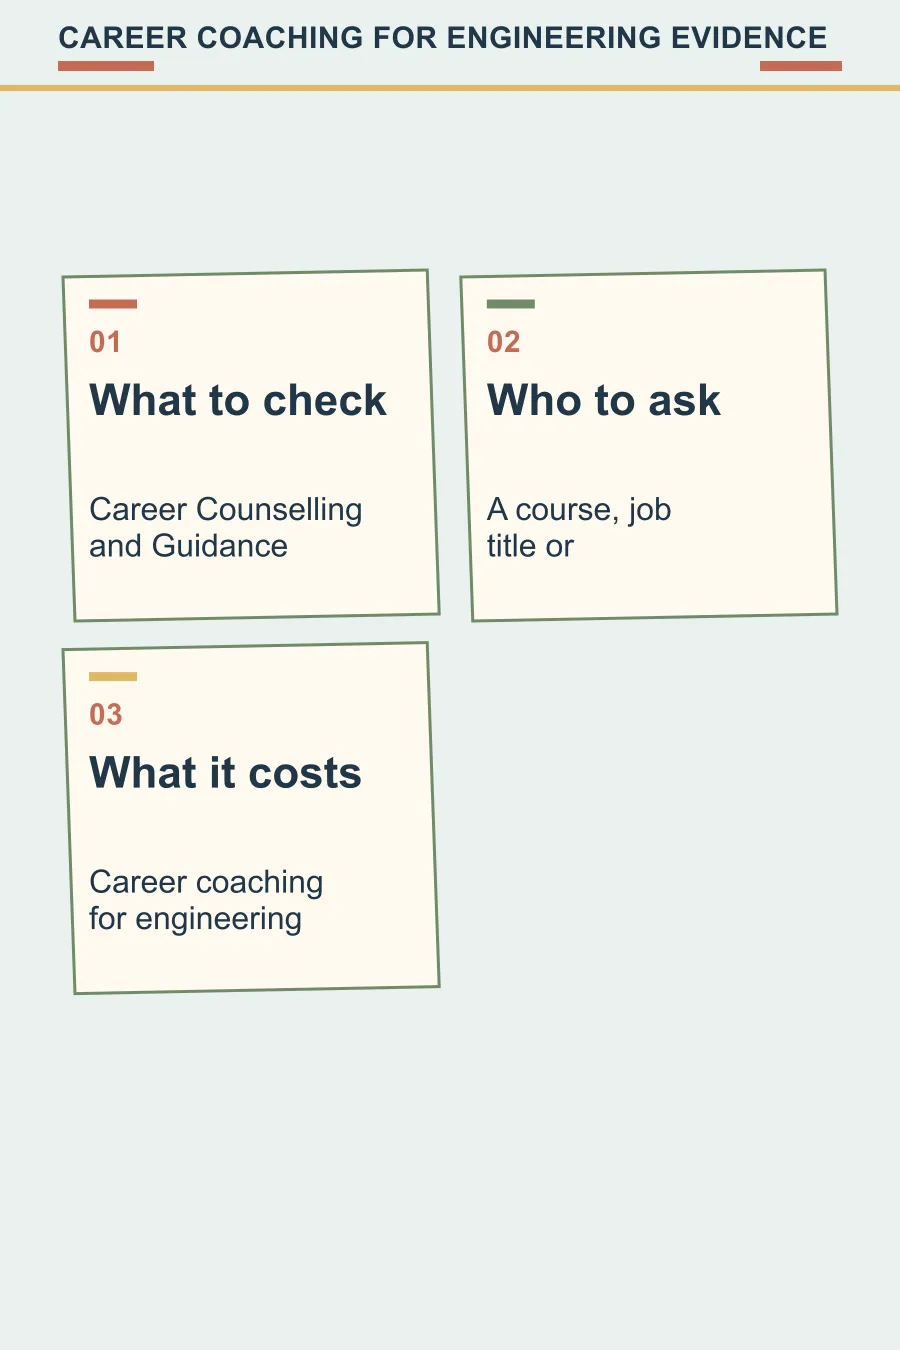 CAREER COACHING FOR ENGINEERING EVIDENCE
01
What to check
Career Counselling
and Guidance
02
Who to ask
A course, job
title or
03
What it costs
Career coaching
for engineering